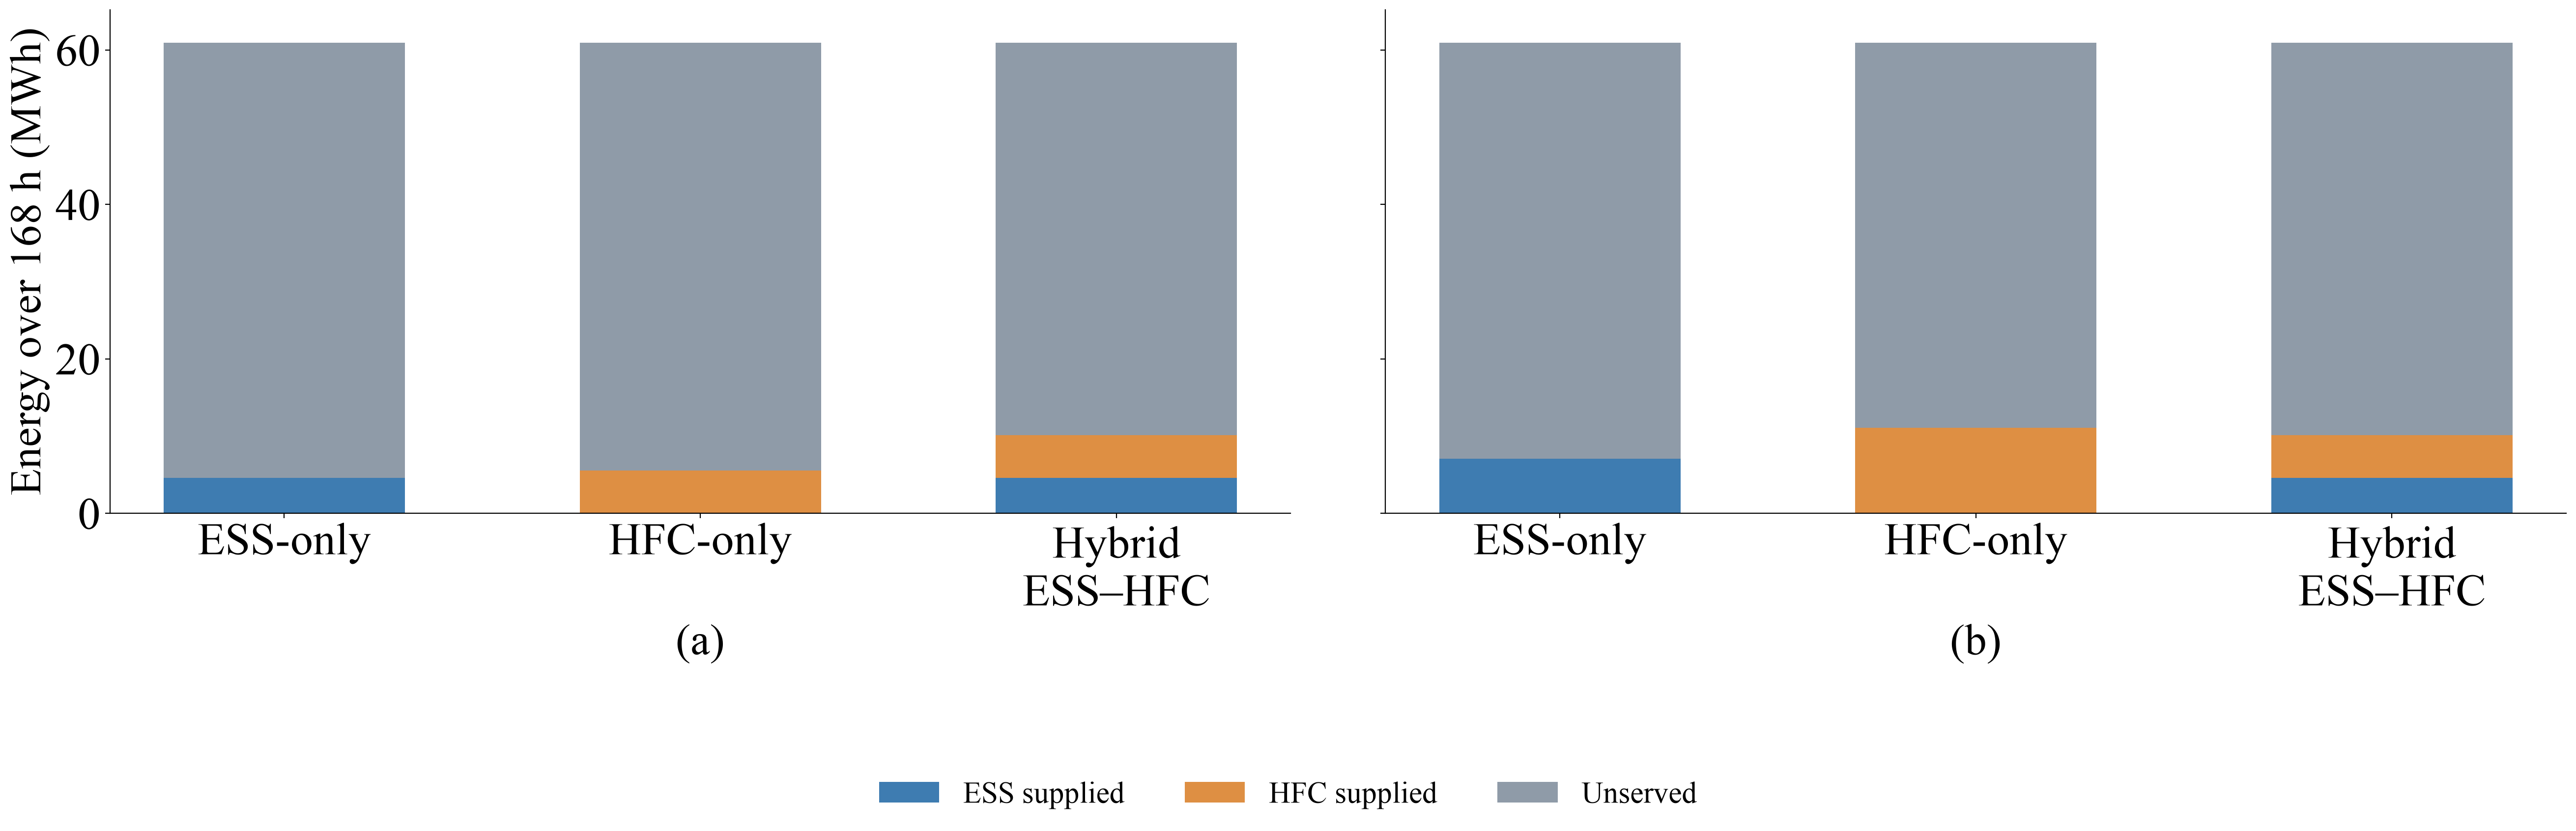 Energy over 168 h (MWh)
60
40
20
0
ESS-only
HFC-only
Hybrid
ESS–HFC
(a)
ESS-only
HFC-only
Hybrid
ESS–HFC
(b)
ESS supplied
HFC supplied
Unserved